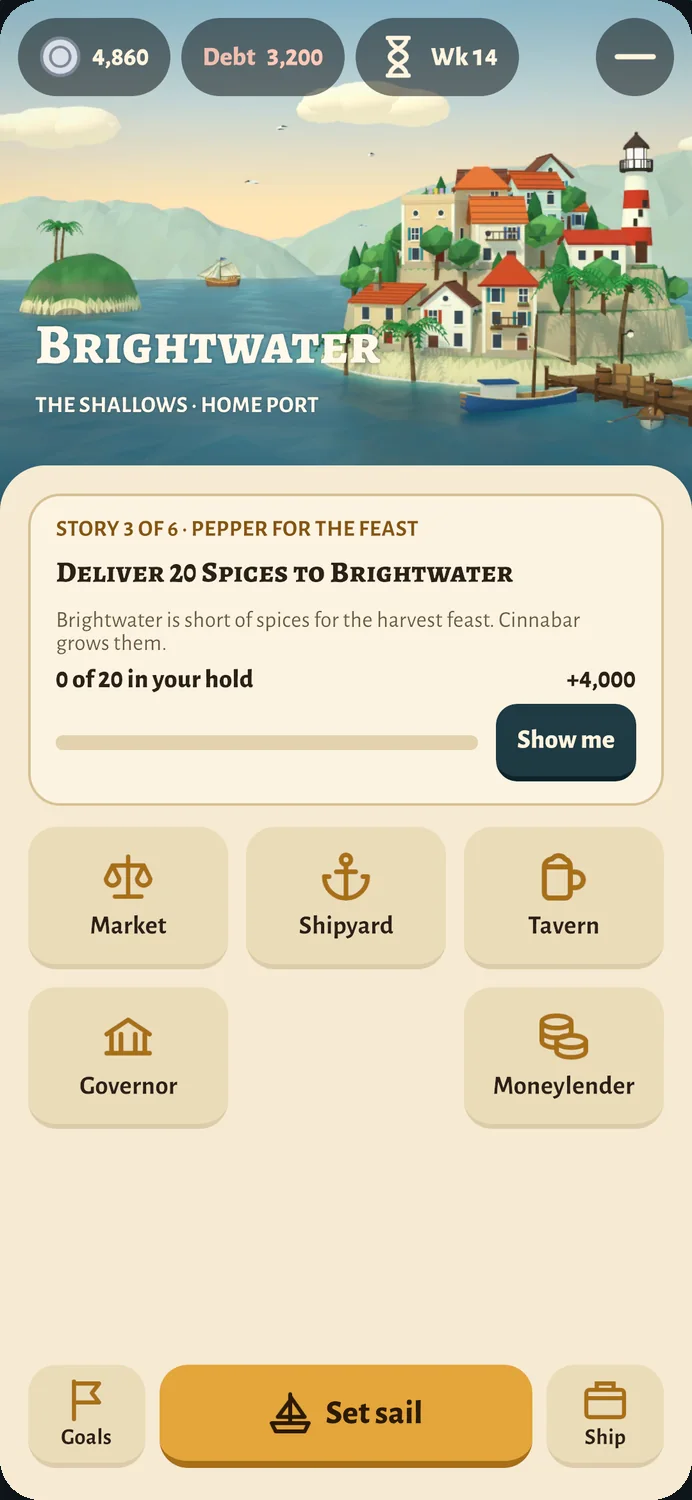 4,860
Debt 3,200
Wk 14
Brightwater
THE SHALLOWS · HOME PORT
STORY 3 OF 6 · PEPPER FOR THE FEAST
Deliver 20 Spices to Brightwater
Brightwater is short of spices for the harvest feast. Cinnabar
grows them.
0 of 20 in your hold
+4,000
Show me
Market
Shipyard
Tavern
Governor
Moneylender
Goals
Set sail
Ship